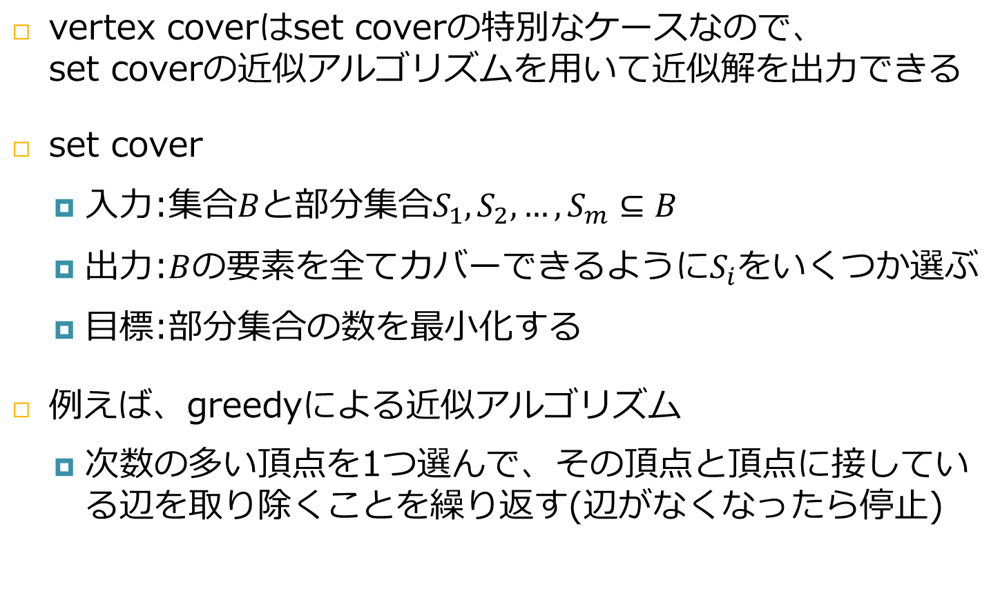 vertex coverはset coverの特別なケースなので、
set coverの近似アルゴリズムを用いて近似解を出力できる
set cover
入力:集合𝐵と部分集合𝑆₁, 𝑆₂, … , 𝑆ₘ ⊆ 𝐵
出力:𝐵の要素を全てカバーできるように𝑆ᵢをいくつか選ぶ
目標:部分集合の数を最小化する
例えば、greedyによる近似アルゴリズム
次数の多い頂点を1つ選んで、その頂点と頂点に接してい
る辺を取り除くことを繰り返す(辺がなくなったら停止)